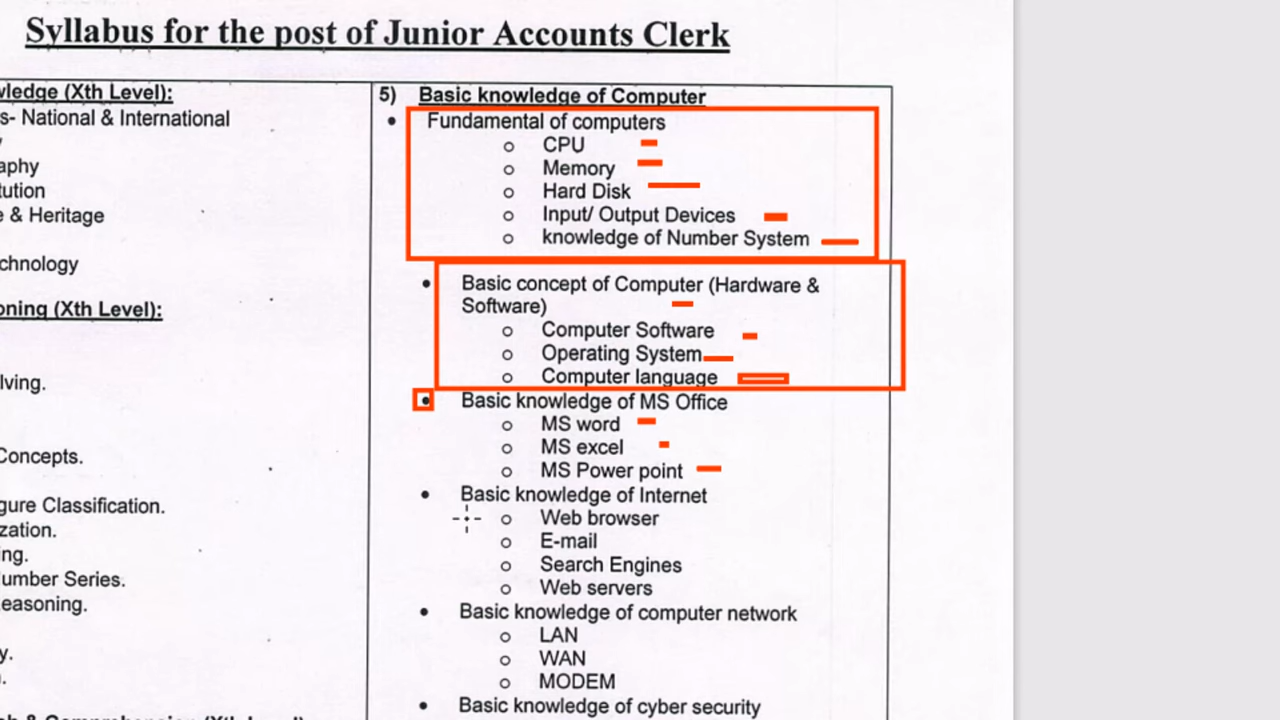 Syllabus for the post of Junior Accounts Clerk
wledge (Xth Level):
s- National & International
y
aphy
tution
e & Heritage
chnology
oning (Xth Level):
lving.
Concepts.
gure Classification.
zation.
ing.
umber Series.
easoning.
y.
5) Basic knowledge of Computer
• Fundamental of computers
o CPU
o Memory
o Hard Disk
o Input/ Output Devices
o knowledge of Number System
• Basic concept of Computer (Hardware &
Software)
o Computer Software
o Operating System
o Computer language
• Basic knowledge of MS Office
o MS word
o MS excel
o MS Power point
• Basic knowledge of Internet
o Web browser
o E-mail
o Search Engines
o Web servers
• Basic knowledge of computer network
o LAN
o WAN
o MODEM
• Basic knowledge of cyber security